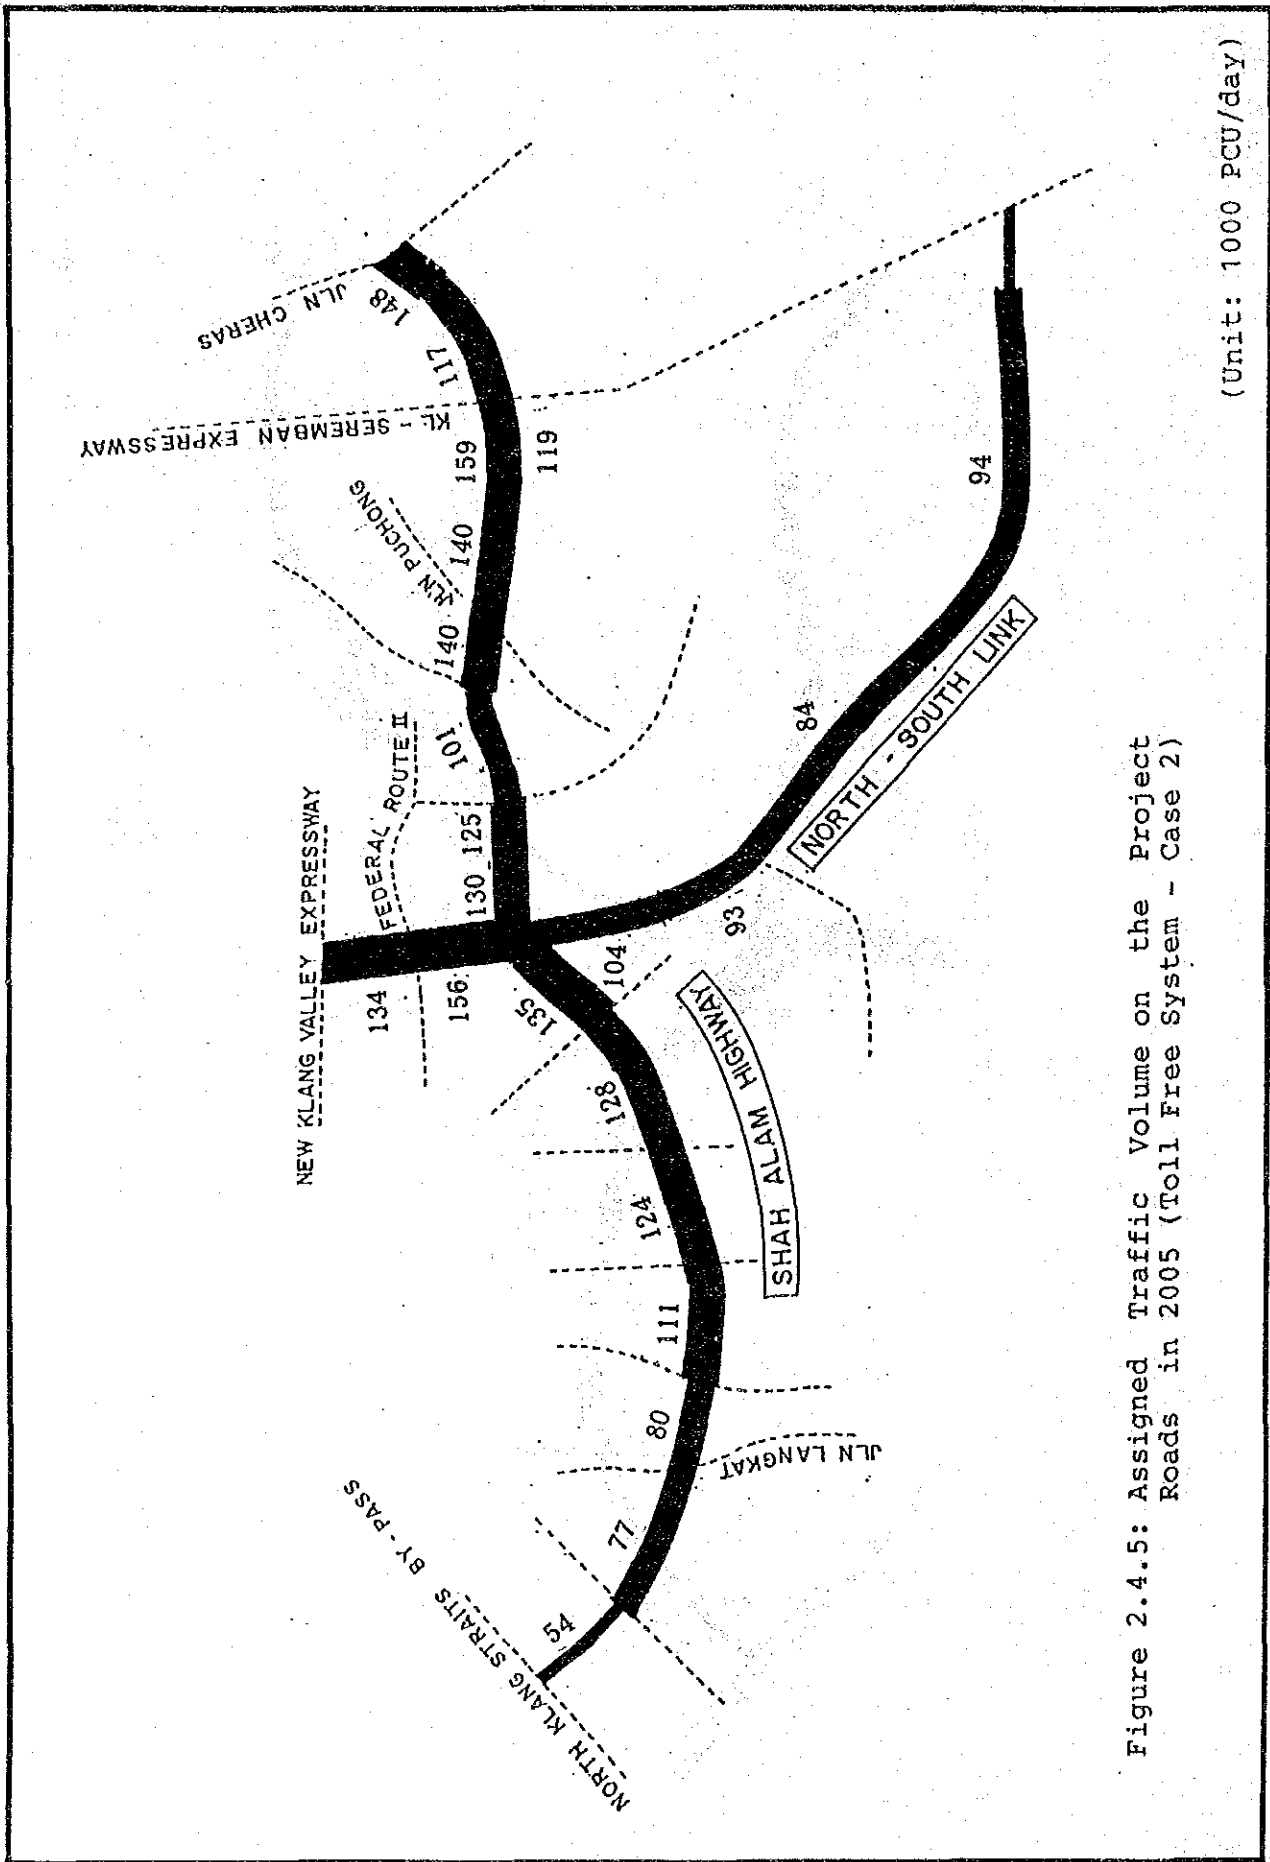 NEW KLANG VALLEY EXPRESSWAY
FEDERAL ROUTE II
JLN PUCHONG
KL - SEREMBAN EXPRESSWAY
JLN CHERAS
134
156
130
125
101
140
140
159
119
117
148
135
104
128
124
111
80
77
54
93
84
94
NORTH KLANG STRAITS BY-PASS
JLN LANGKAT
SHAH ALAM HIGHWAY
NORTH - SOUTH LINK
(Unit: 1000 PCU/day)
Figure 2.4.5: Assigned Traffic Volume on the Project
Roads in 2005 (Toll Free System - Case 2)